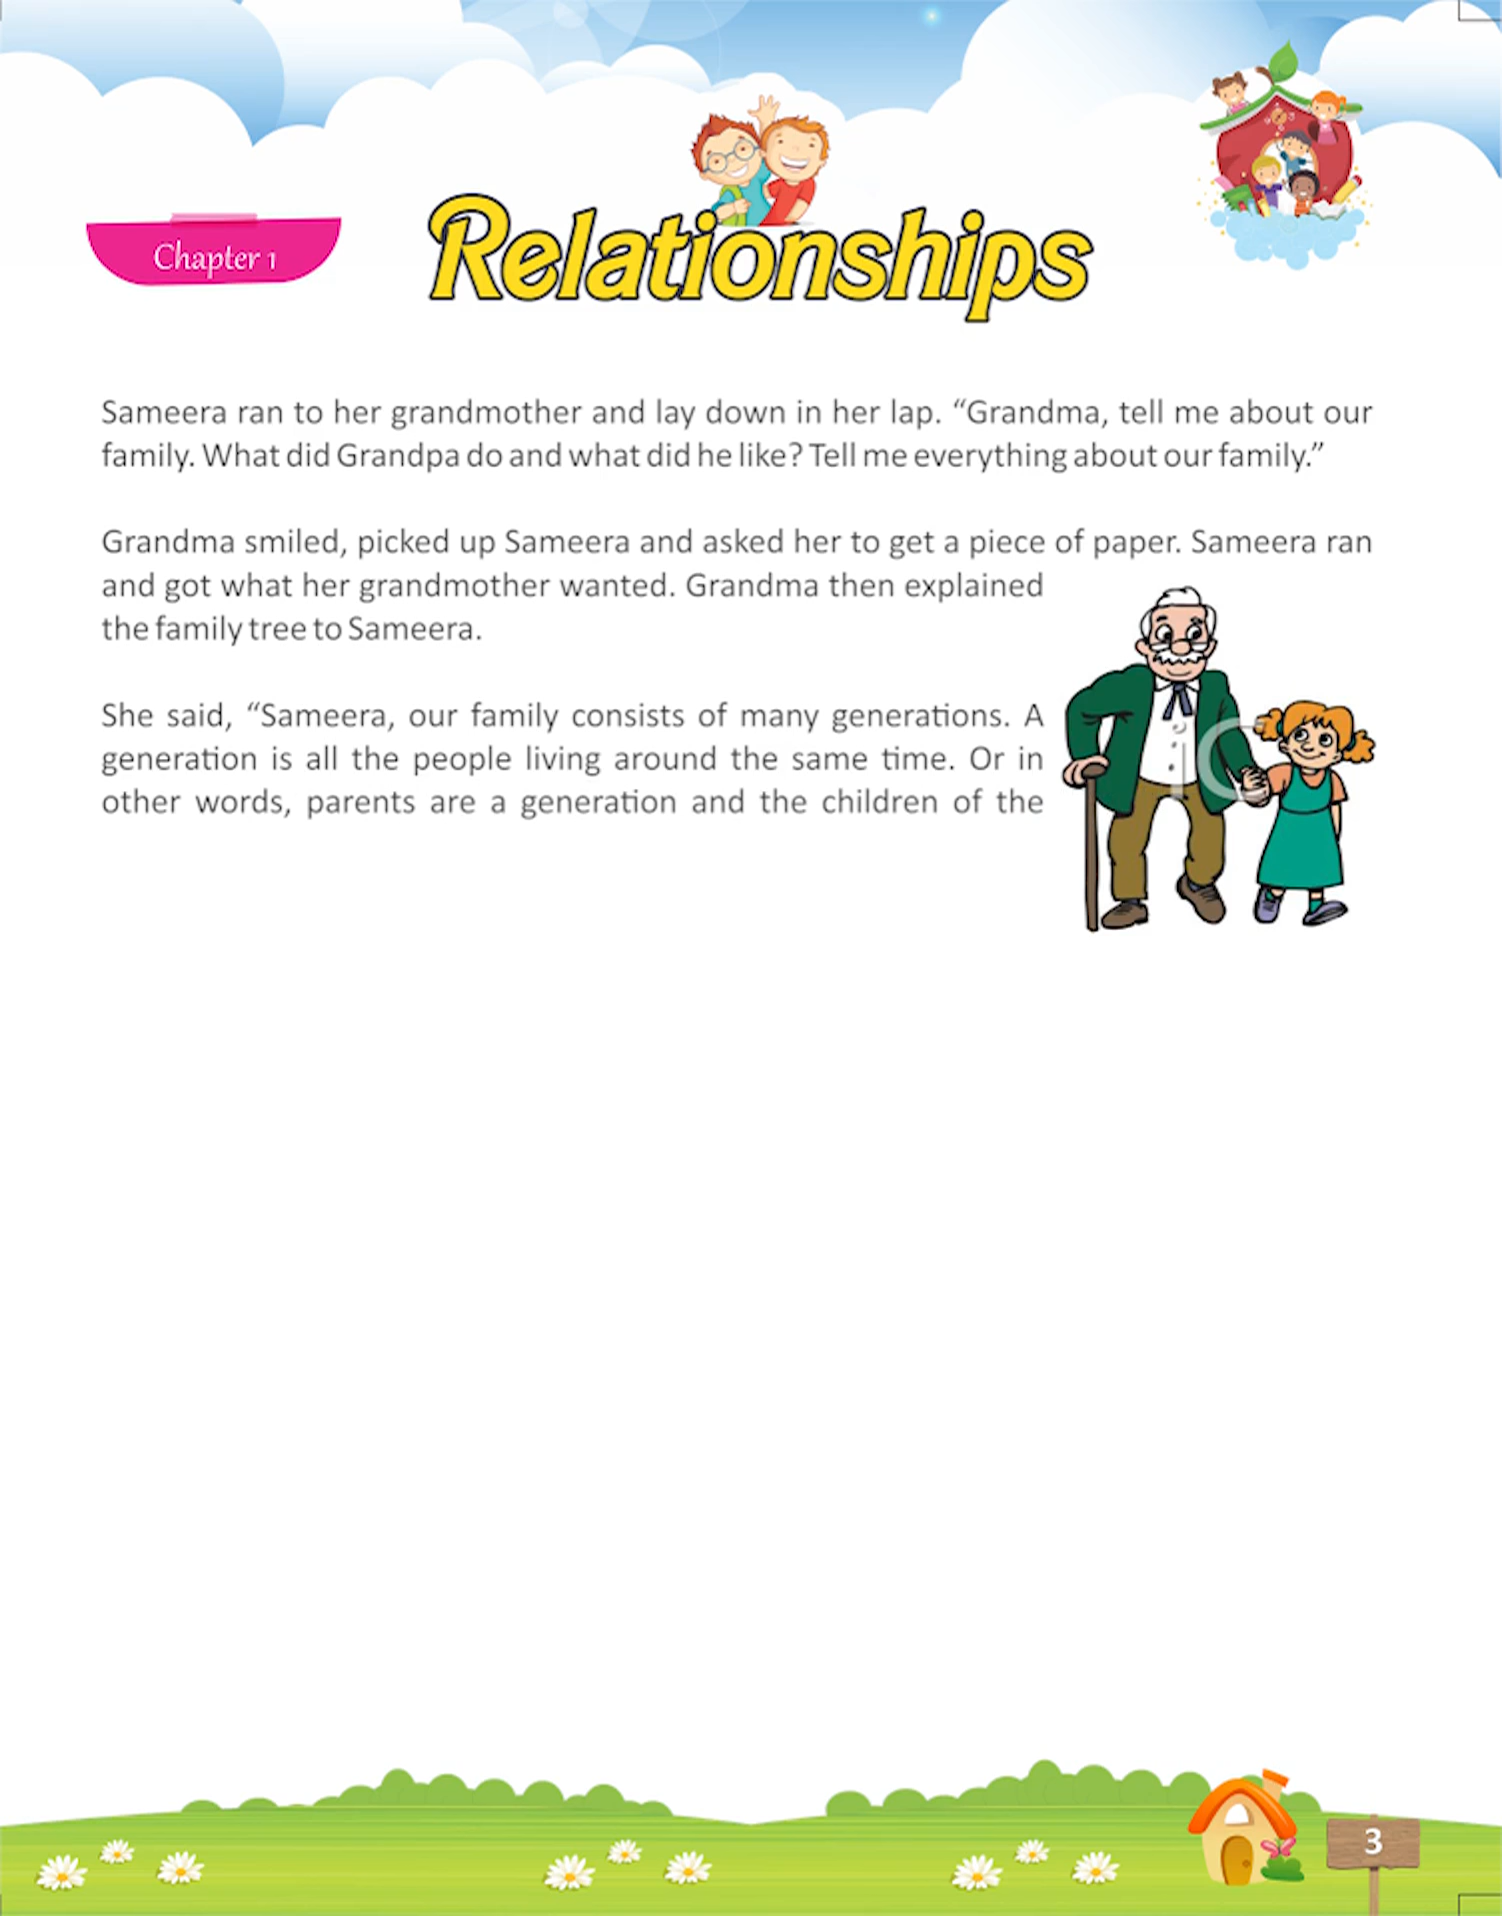 Chapter 1
Relationships
Sameera ran to her grandmother and lay down in her lap. “Grandma, tell me about our
family. What did Grandpa do and what did he like? Tell me everything about our family.”
Grandma smiled, picked up Sameera and asked her to get a piece of paper. Sameera ran
and got what her grandmother wanted. Grandma then explained
the family tree to Sameera.
She said, “Sameera, our family consists of many generations. A
generation is all the people living around the same time. Or in
other words, parents are a generation and the children of the
3